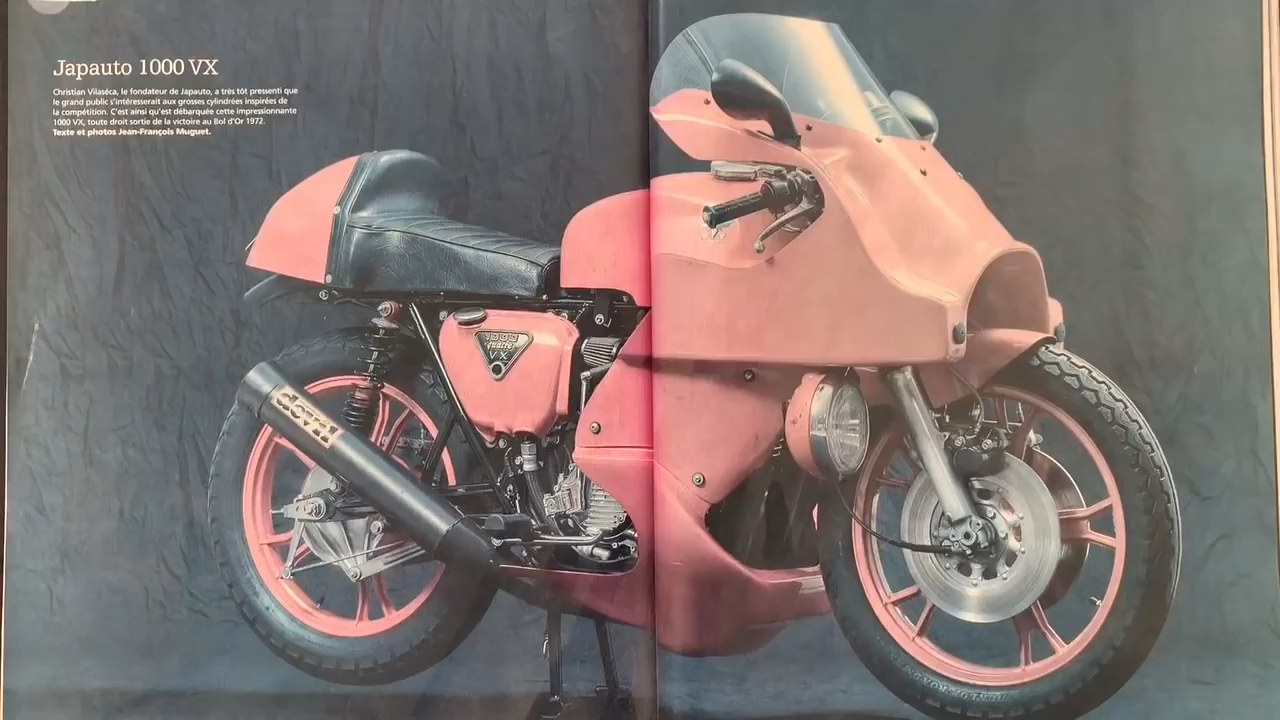 Japauto 1000 VX
Christian Vilaséca, le fondateur de Japauto, a très tôt pressenti que
le grand public s'intéresserait aux grosses cylindrées inspirées de
la compétition. C'est ainsi qu'est débarquée cette impressionnante
1000 VX, toute droit sortie de la victoire au Bol d'Or 1972.
Texte et photos Jean-François Muguet.
1000
quatre
VX
devil